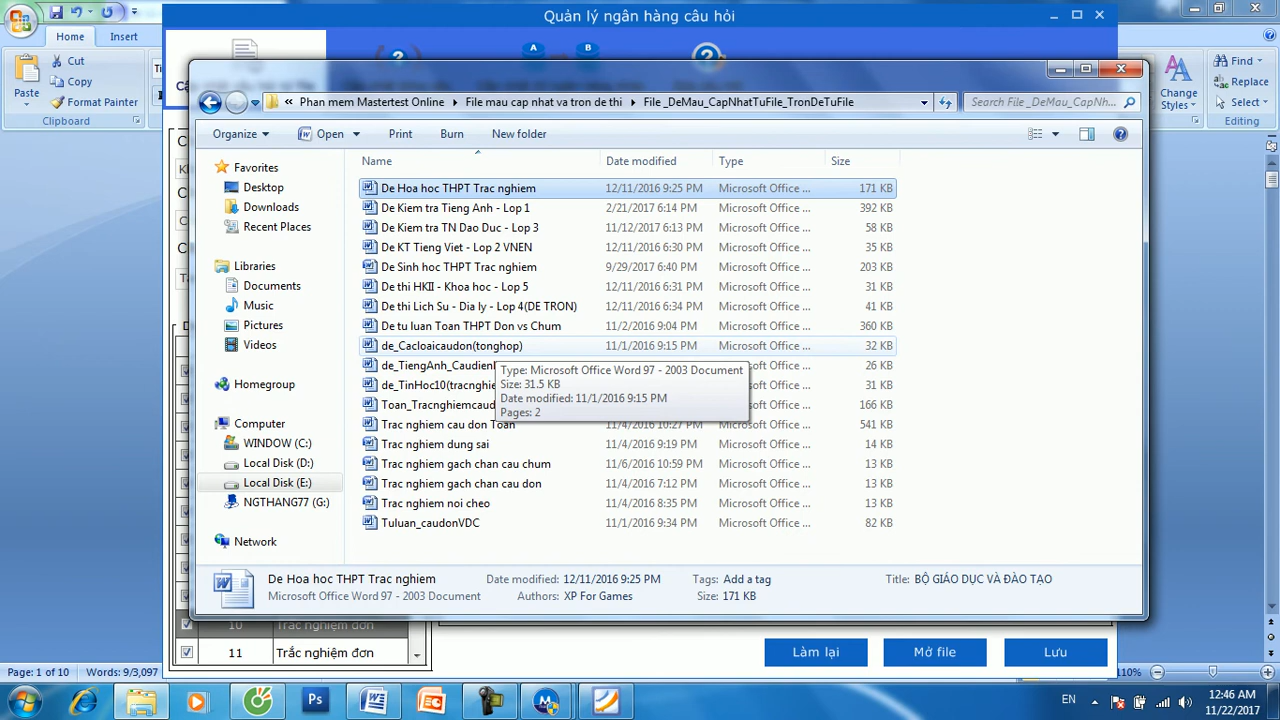 Quản lý ngân hàng câu hỏi
Home
Insert
Paste
Cut
Copy
Format Painter
Clipboard
A
B
Change
Styles
Find
Replace
Select
Editing
Phan mem Mastertest Online
File mau cap nhat va tron de thi
File _DeMau_CapNhatTuFile_TronDeTuFile
Search File _DeMau_CapNh...
Organize
Open
Print
Burn
New folder
Name
Date modified
Type
Size
Favorites
Desktop
Downloads
Recent Places
Libraries
Documents
Music
Pictures
Videos
Homegroup
Computer
WINDOW (C:)
Local Disk (D:)
Local Disk (E:)
NGTHANG77 (G:)
Network
De Hoa hoc THPT Trac nghiem 12/11/2016 9:25 PM Microsoft Office ... 171 KB
De Kiem tra Tieng Anh - Lop 1 2/21/2017 6:14 PM Microsoft Office ... 392 KB
De Kiem tra TN Dao Duc - Lop 3 11/12/2017 6:13 PM Microsoft Office ... 58 KB
De KT Tieng Viet - Lop 2 VNEN 12/11/2016 6:30 PM Microsoft Office ... 35 KB
De Sinh hoc THPT Trac nghiem 9/29/2017 6:40 PM Microsoft Office ... 203 KB
De thi HKII - Khoa hoc - Lop 5 12/11/2016 6:31 PM Microsoft Office ... 31 KB
De thi Lich Su - Dia ly - Lop 4(DE TRON) 12/11/2016 6:34 PM Microsoft Office ... 41 KB
De tu luan Toan THPT Don vs Chum 11/2/2016 9:04 PM Microsoft Office ... 360 KB
de_Cacloaicaudon(tonghop) 11/1/2016 9:15 PM Microsoft Office ... 32 KB
de_TiengAnh_Caudien 26 KB
de_TinHoc10(tracnghie 31 KB
Toan_Tracnghiemcaud 166 KB
Trac nghiem cau don Toan 11/4/2016 10:27 PM Microsoft Office ... 541 KB
Trac nghiem dung sai 11/4/2016 9:19 PM Microsoft Office ... 14 KB
Trac nghiem gach chan cau chum 11/6/2016 10:59 PM Microsoft Office ... 13 KB
Trac nghiem gach chan cau don 11/4/2016 7:12 PM Microsoft Office ... 13 KB
Trac nghiem noi cheo 11/4/2016 8:35 PM Microsoft Office ... 13 KB
Tuluan_caudonVDC 11/1/2016 9:34 PM Microsoft Office ... 82 KB
Type: Microsoft Office Word 97 - 2003 Document
Size: 31.5 KB
Date modified: 11/1/2016 9:15 PM
Pages: 2
De Hoa hoc THPT Trac nghiem Date modified: 12/11/2016 9:25 PM Tags: Add a tag Title: BỘ GIÁO DỤC VÀ ĐÀO TẠO
Microsoft Office Word 97 - 2003 Document Authors: XP For Games Size: 171 KB
10 Trắc nghiệm đơn
11 Trắc nghiệm đơn
Làm lại
Mở file
Lưu
Page: 1 of 10
Words: 9/3,097
110%
Ps
EN
12:46 AM
11/22/2017